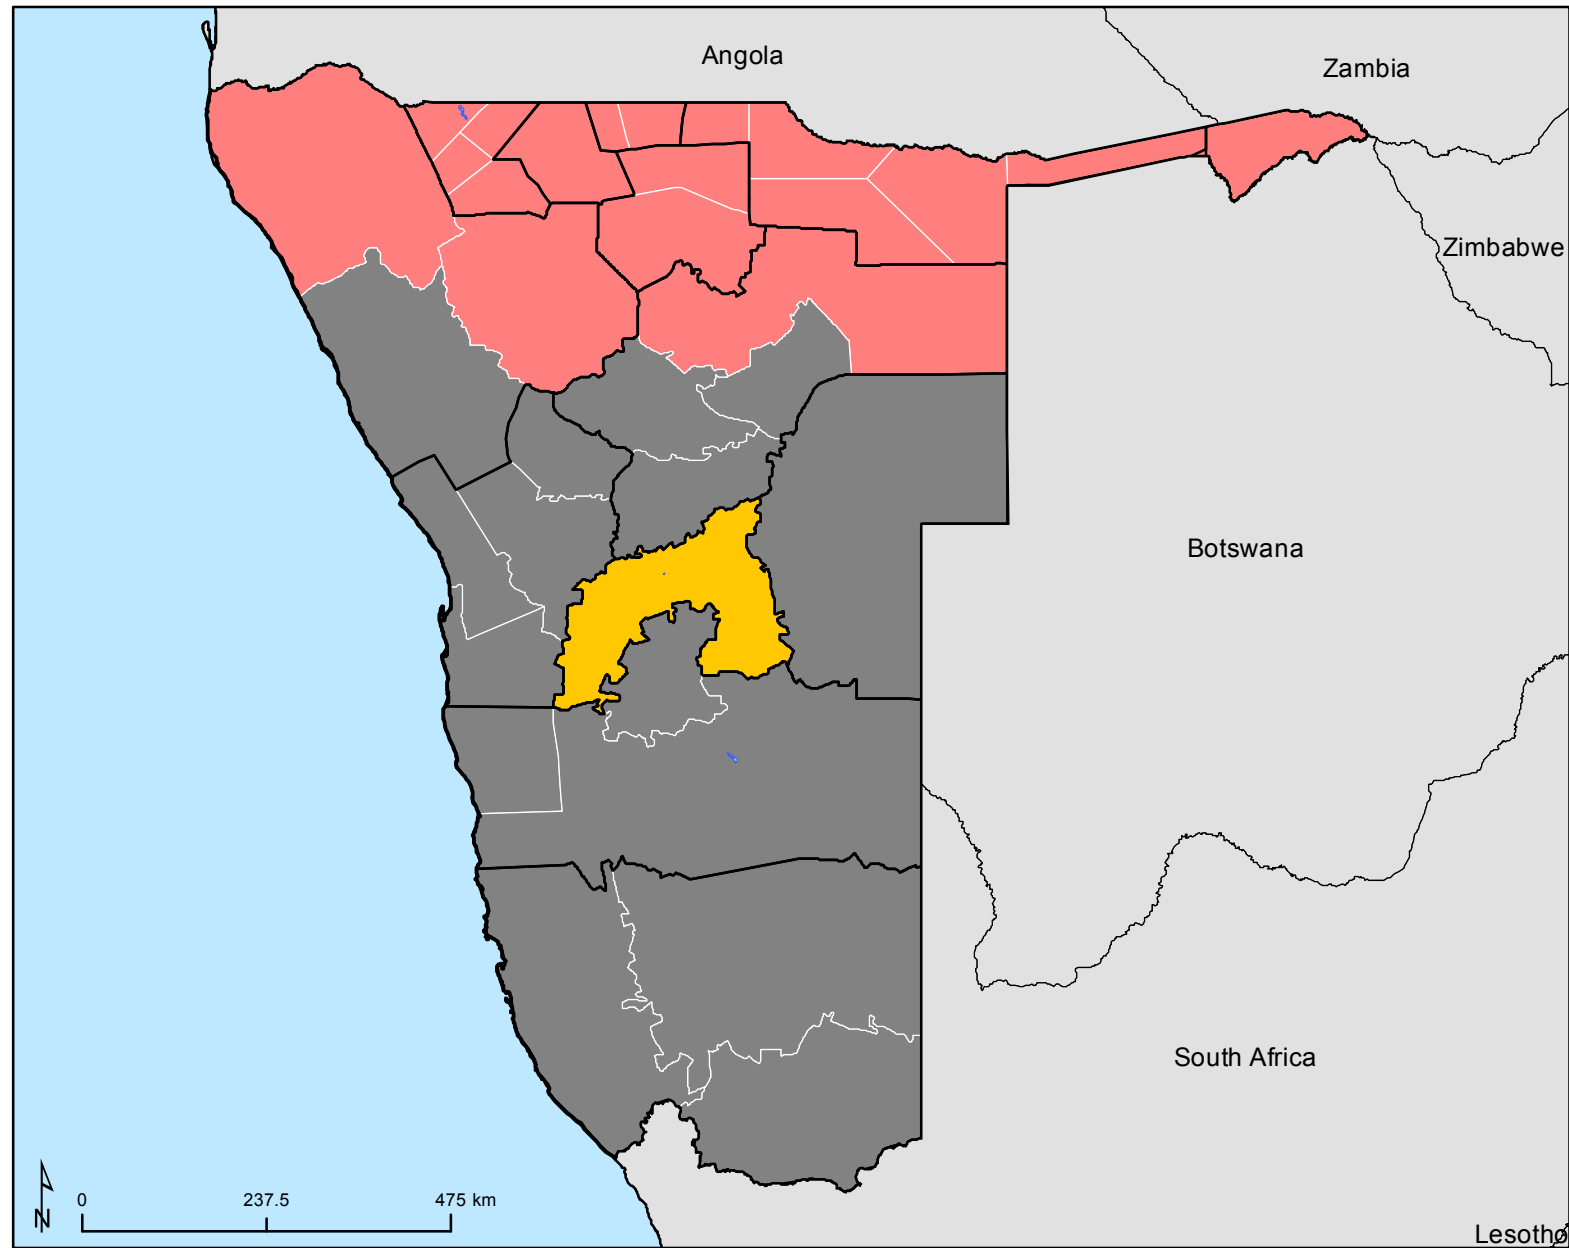 Angola
Zambia
Zimbabwe
Botswana
South Africa
Lesotho
N
0 237.5 475 km